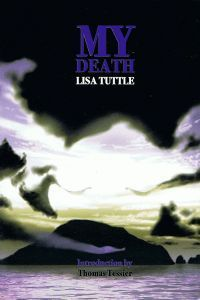 MY
DEATH
LISA TUTTLE
Introduction by
Thomas Tessier